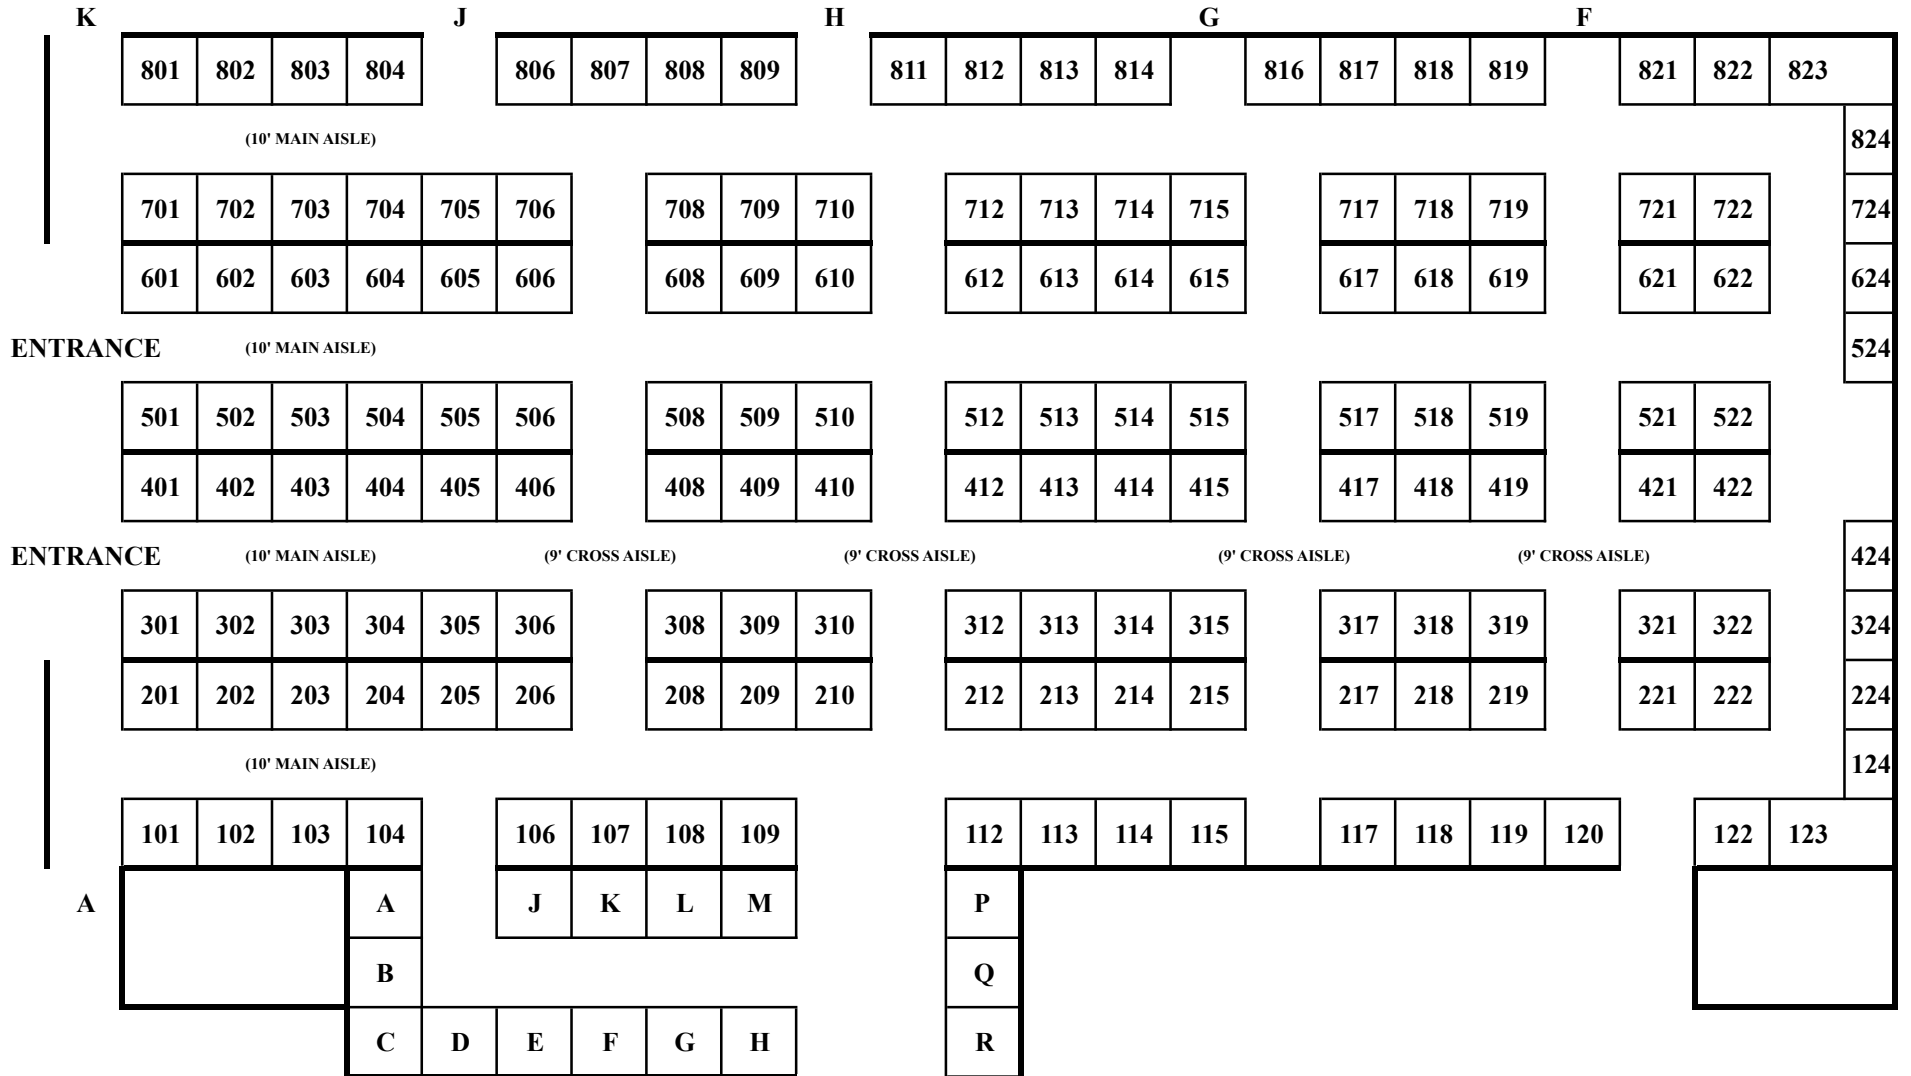 K J H G F
801 802 803 804 806 807 808 809 811 812 813 814 816 817 818 819 821 822 823
(10' MAIN AISLE) 824
701 702 703 704 705 706 708 709 710 712 713 714 715 717 718 719 721 722 724
601 602 603 604 605 606 608 609 610 612 613 614 615 617 618 619 621 622 624
ENTRANCE (10' MAIN AISLE) 524
501 502 503 504 505 506 508 509 510 512 513 514 515 517 518 519 521 522
401 402 403 404 405 406 408 409 410 412 413 414 415 417 418 419 421 422
ENTRANCE (10' MAIN AISLE) (9' CROSS AISLE) (9' CROSS AISLE) (9' CROSS AISLE) (9' CROSS AISLE) 424
301 302 303 304 305 306 308 309 310 312 313 314 315 317 318 319 321 322 324
201 202 203 204 205 206 208 209 210 212 213 214 215 217 218 219 221 222 224
(10' MAIN AISLE) 124
101 102 103 104 106 107 108 109 112 113 114 115 117 118 119 120 122 123
A A J K L M P
B Q
C D E F G H R